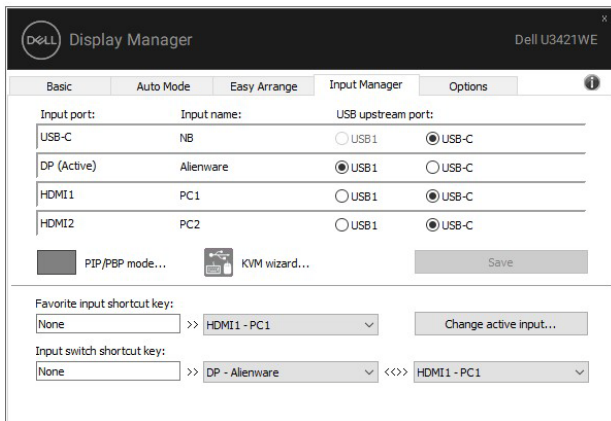 DELL Display Manager Dell U3421WE
x
Basic Auto Mode Easy Arrange Input Manager Options i
Input port: Input name: USB upstream port:
USB-C NB USB1 USB-C
DP (Active) Alienware USB1 USB-C
HDMI1 PC1 USB1 USB-C
HDMI2 PC2 USB1 USB-C
PIP/PBP mode... KVM wizard... Save
Favorite input shortcut key:
None >> HDMI1 - PC1 Change active input...
Input switch shortcut key:
None >> DP - Alienware <<>> HDMI1 - PC1